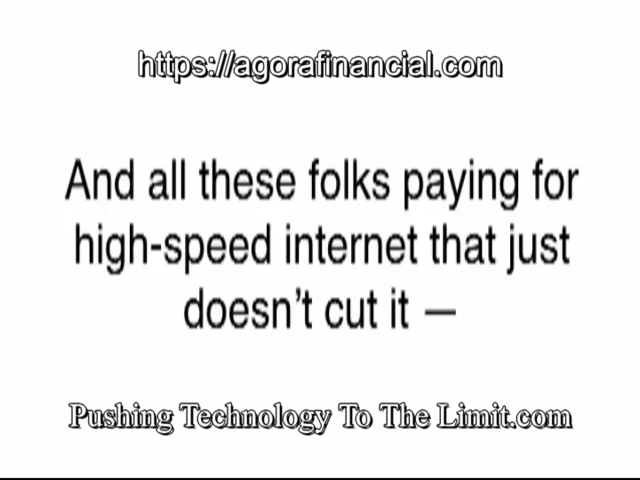 https://agorafinancial.com
And all these folks paying for
high-speed internet that just
doesn't cut it —
Pushing Technology To The Limit.com